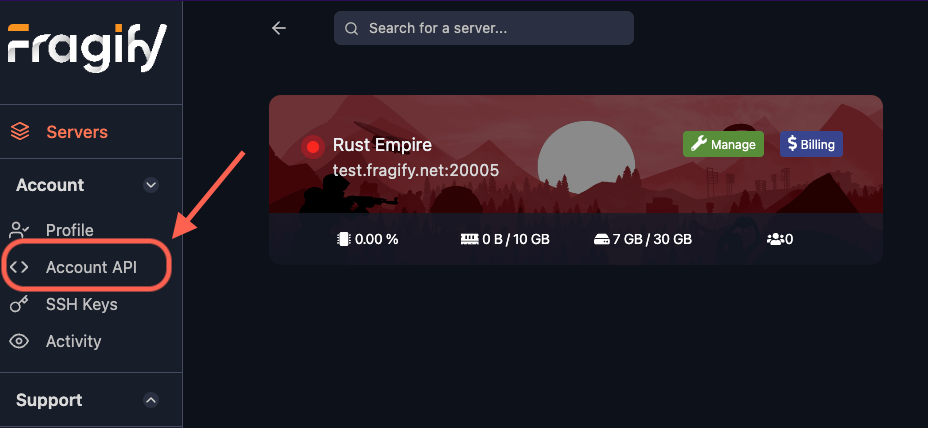 Fragify
Search for a server...
Servers
Account
Profile
Account API
SSH Keys
Activity
Support
Rust Empire
test.fragify.net:20005
Manage
$ Billing
0.00 %
0 B / 10 GB
7 GB / 30 GB
0